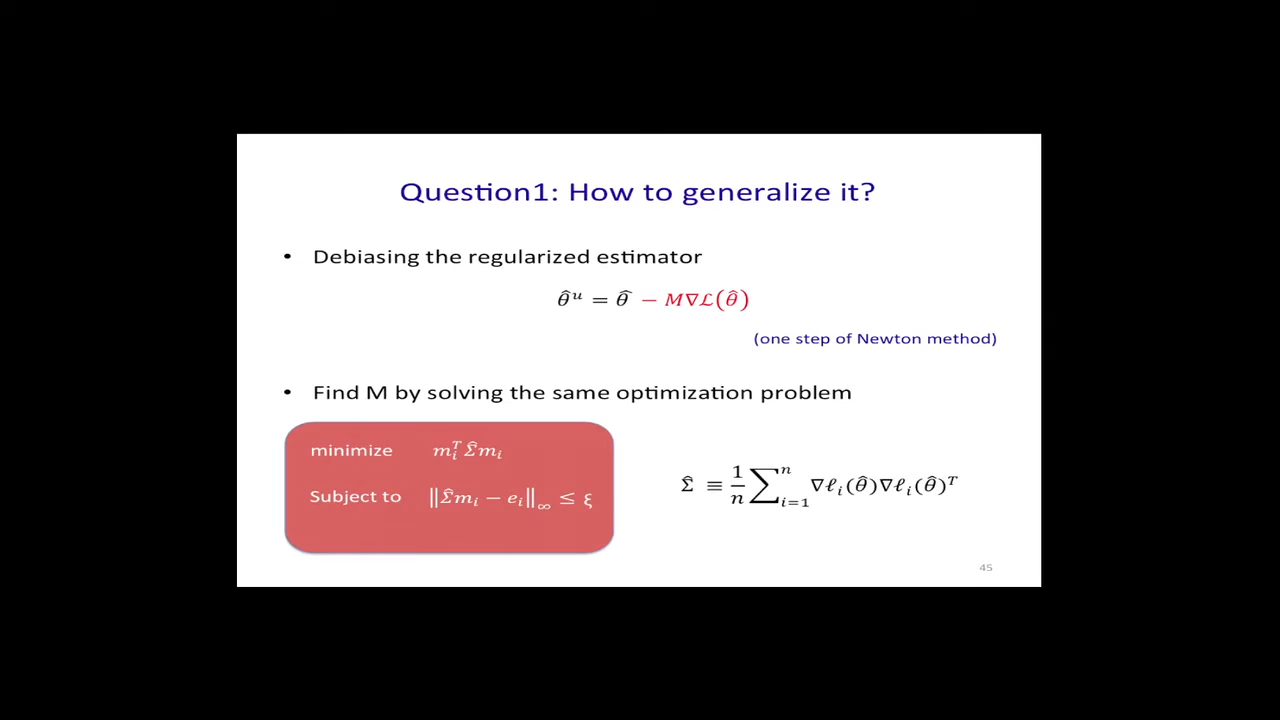 Question1: How to generalize it?
• Debiasing the regularized estimator
θ̂ᵘ = θ̂ − M∇ℒ(θ̂)
(one step of Newton method)
• Find M by solving the same optimization problem
minimize mᵢᵀ Σ̂ mᵢ
Subject to ‖Σ̂mᵢ − eᵢ‖∞ ≤ ξ
Σ̂ ≡ 1/n ∑ᵢ₌₁ⁿ ∇ℓᵢ(θ̂)∇ℓᵢ(θ̂)ᵀ
45